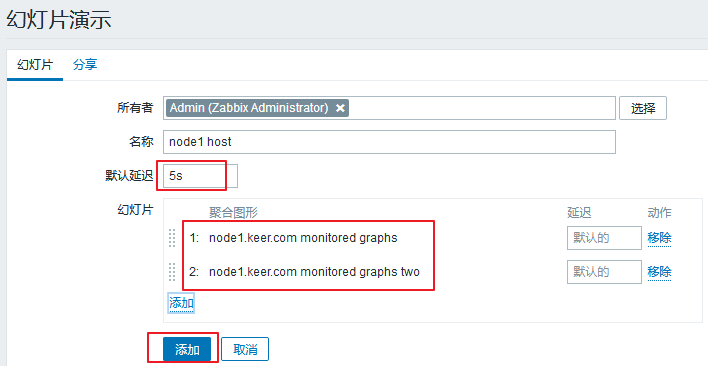 幻灯片演示
幻灯片 分享
所有者 Admin (Zabbix Administrator) 选择
名称 node1 host
默认延迟 5s
幻灯片 聚合图形 延迟 动作
1: node1.keer.com monitored graphs 默认的 移除
2: node1.keer.com monitored graphs two 默认的 移除
添加
添加 取消